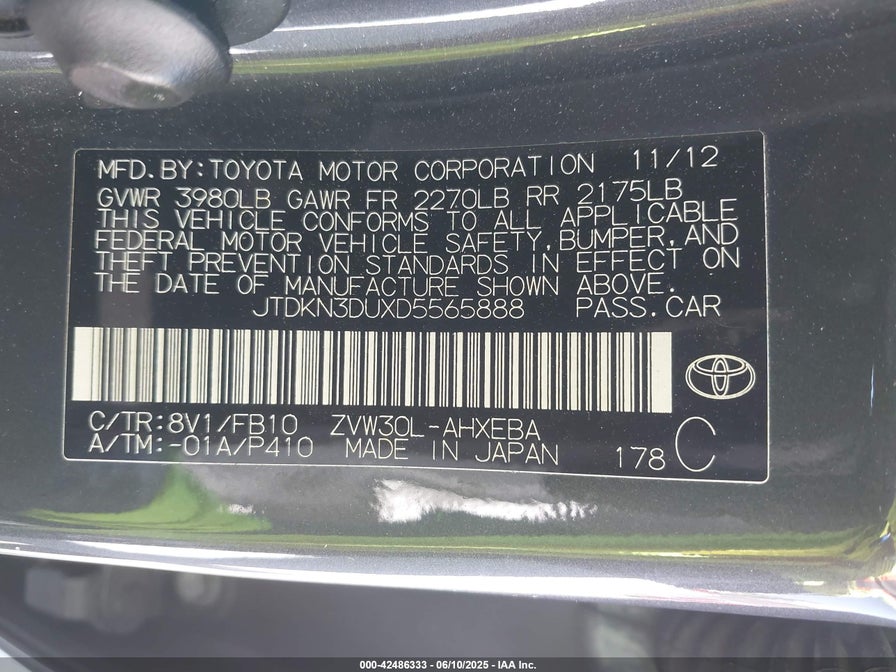 MFD.BY:TOYOTA MOTOR CORPORATION 11/12
GVWR 3980LB GAWR FR 2270LB RR 2175LB
THIS VEHICLE CONFORMS TO ALL APPLICABLE
FEDERAL MOTOR VEHICLE SAFETY,BUMPER,AND
THEFT PREVENTION STANDARDS IN EFFECT ON
THE DATE OF MANUFACTURE SHOWN ABOVE.
JTDKN3DUXD5565888 PASS.CAR
C/TR:8V1/FB10 ZVW30L-AHXEBA
A/TM:-01A/P410 MADE IN JAPAN 178 C
000-42486333 - 06/10/2025 - IAA Inc.